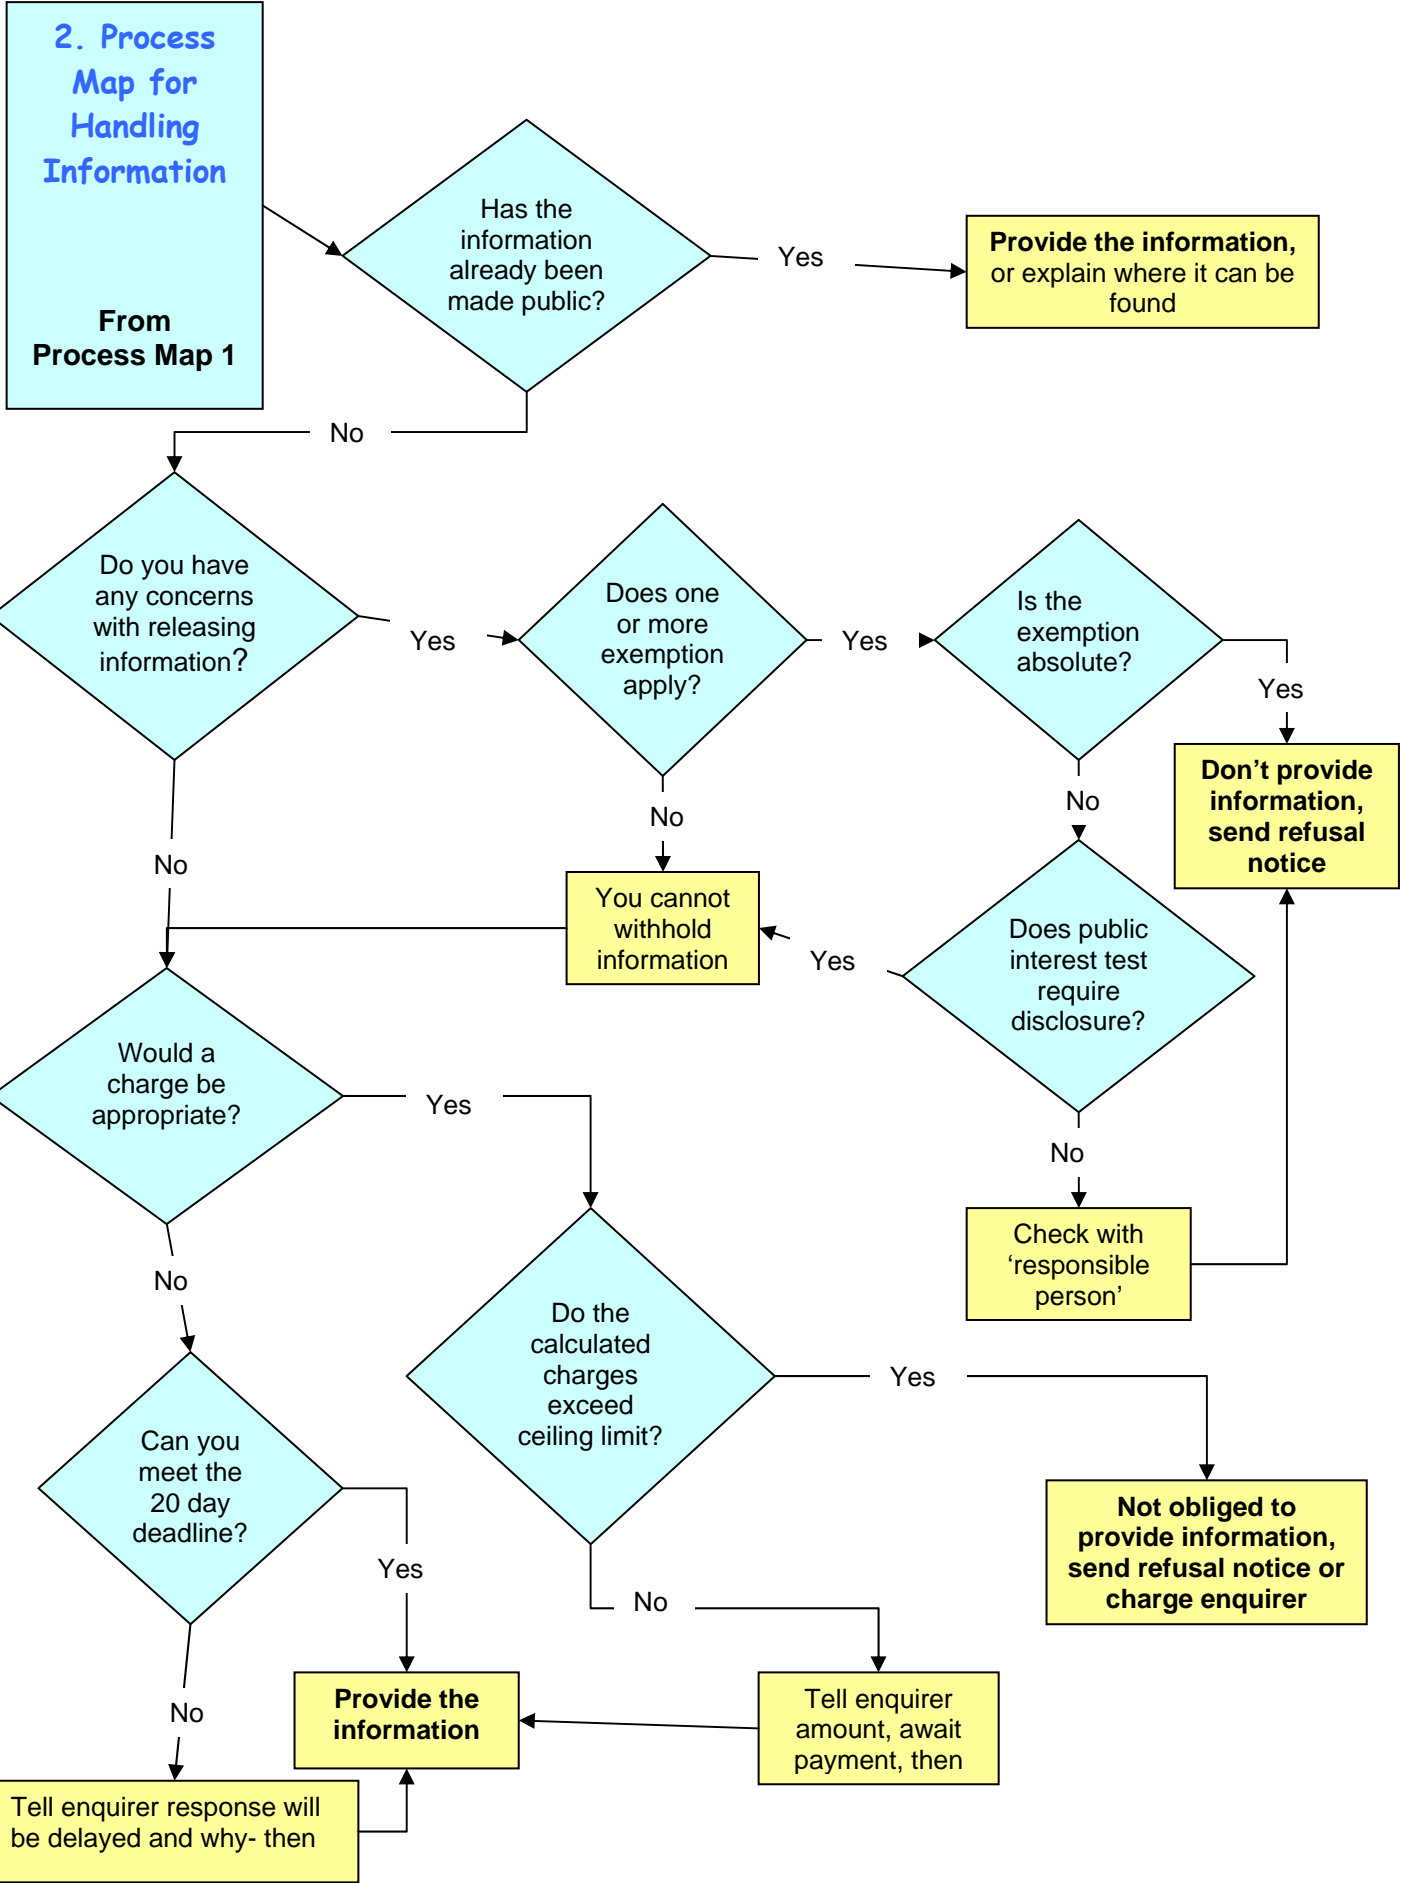 2. Process
Map for
Handling
Information
From
Process Map 1
Has the
information
already been
made public?
Yes
Provide the information,
or explain where it can be
found
No
Do you have
any concerns
with releasing
information?
Yes
Does one
or more
exemption
apply?
Yes
Is the
exemption
absolute?
Yes
Don’t provide
information,
send refusal
notice
No
No
No
You cannot
withhold
information
Yes
Does public
interest test
require
disclosure?
Would a
charge be
appropriate?
Yes
No
Check with
‘responsible
person’
No
Do the
calculated
charges
exceed
ceiling limit?
Yes
Can you
meet the
20 day
deadline?
Yes
Not obliged to
provide information,
send refusal notice or
charge enquirer
No
No
Provide the
information
Tell enquirer
amount, await
payment, then
Tell enquirer response will
be delayed and why- then